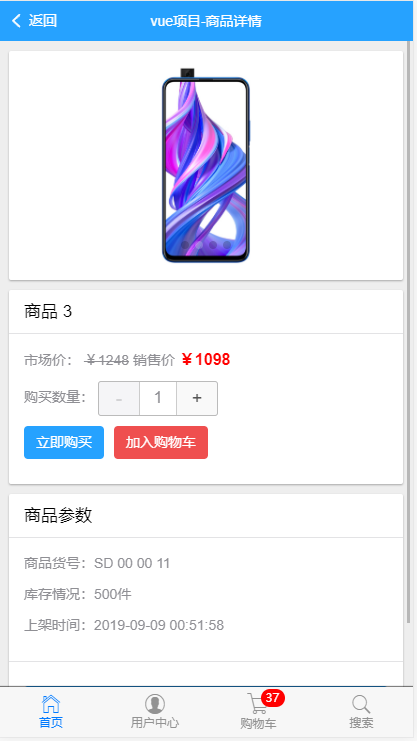 返回 vue项目-商品详情
商品 3
市场价： ￥1248 销售价 ￥1098
购买数量： - 1 +
立即购买 加入购物车
商品参数
商品货号：SD 00 00 11
库存情况：500件
上架时间：2019-09-09 00:51:58
37
首页 用户中心 购物车 搜索